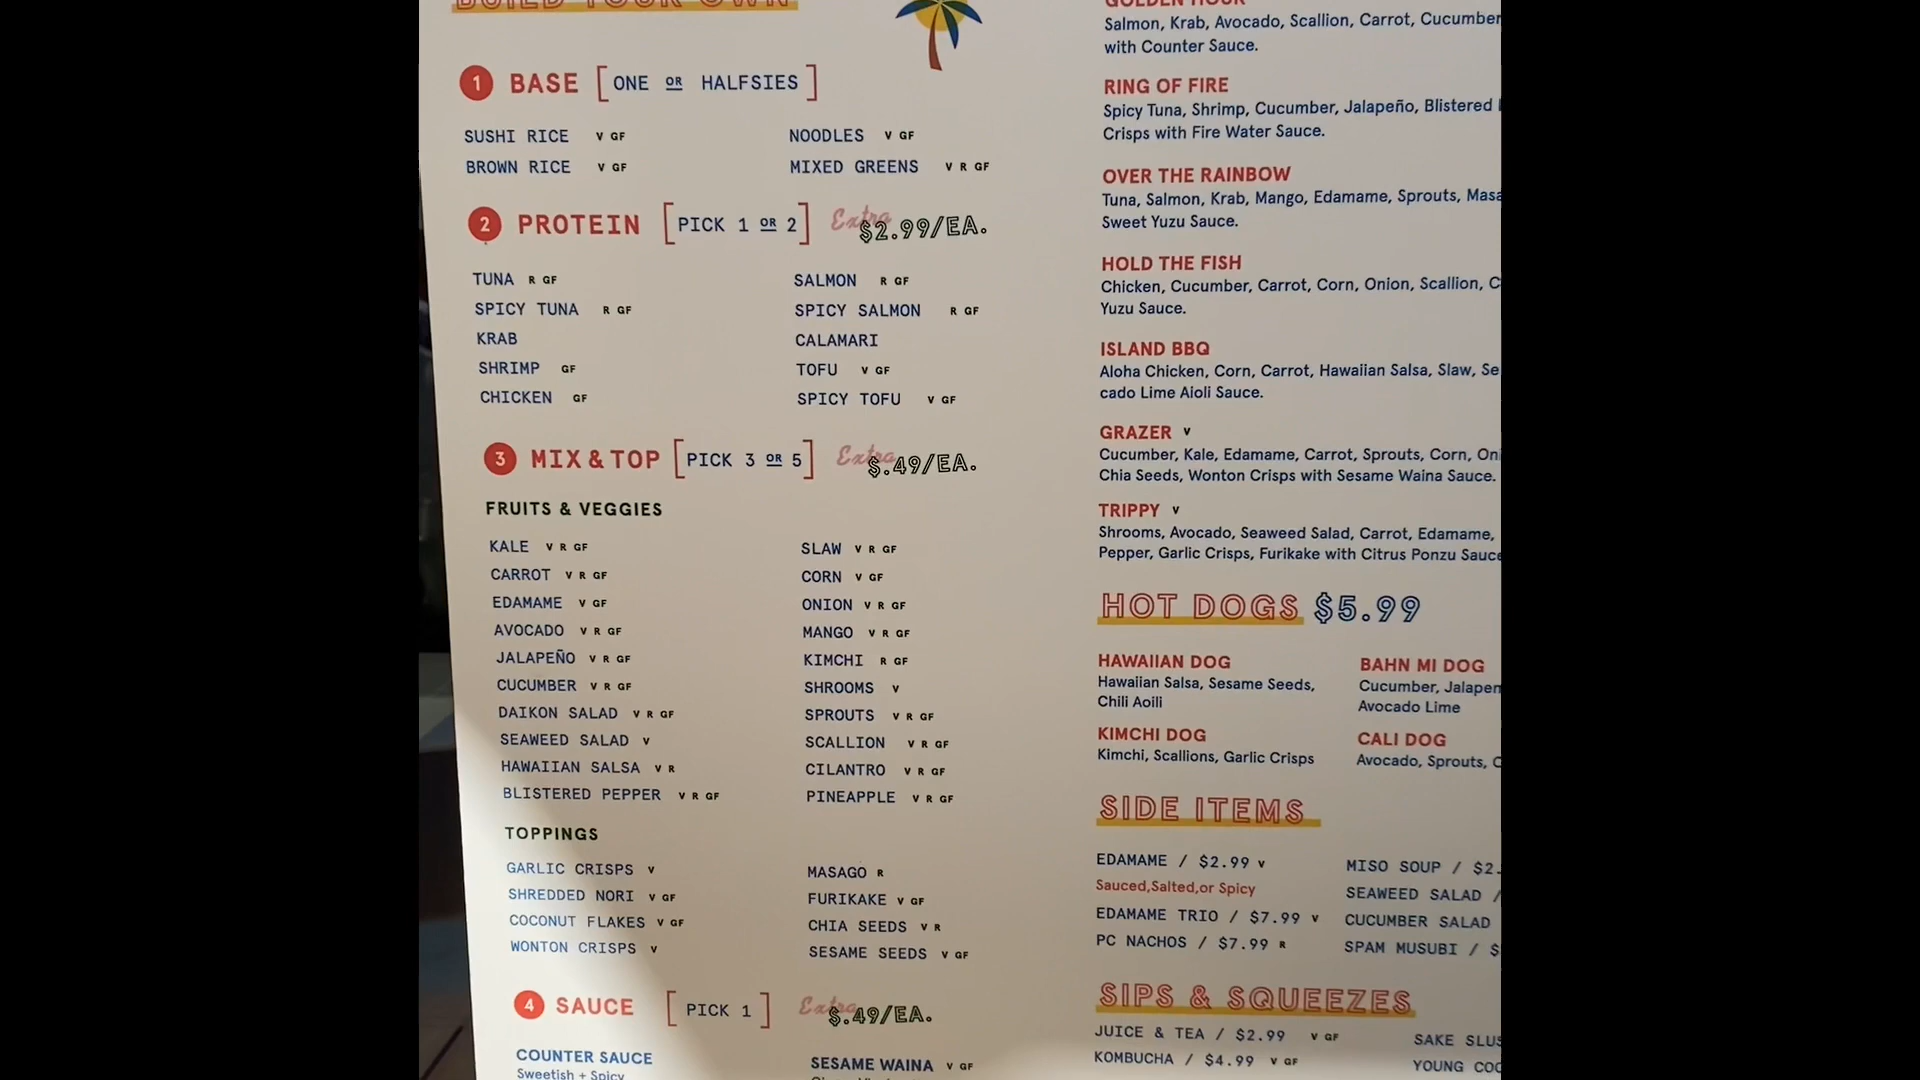 BUILD YOUR OWN
1 BASE [ONE OR HALFSIES]
SUSHI RICE V GF
BROWN RICE V GF
NOODLES V GF
MIXED GREENS V R GF
2 PROTEIN [PICK 1 OR 2] Extra $2.99/EA.
TUNA R GF
SPICY TUNA R GF
KRAB
SHRIMP GF
CHICKEN GF
SALMON R GF
SPICY SALMON R GF
CALAMARI
TOFU V GF
SPICY TOFU V GF
3 MIX & TOP [PICK 3 OR 5] Extra $.49/EA.
FRUITS & VEGGIES
KALE V R GF
CARROT V R GF
EDAMAME V GF
AVOCADO V R GF
JALAPEÑO V R GF
CUCUMBER V R GF
DAIKON SALAD V R GF
SEAWEED SALAD V
HAWAIIAN SALSA V R
BLISTERED PEPPER V R GF
SLAW V R GF
CORN V GF
ONION V R GF
MANGO V R GF
KIMCHI R GF
SHROOMS V
SPROUTS V R GF
SCALLION V R GF
CILANTRO V R GF
PINEAPPLE V R GF
TOPPINGS
GARLIC CRISPS V
SHREDDED NORI V GF
COCONUT FLAKES V GF
WONTON CRISPS V
MASAGO R
FURIKAKE V GF
CHIA SEEDS V R
SESAME SEEDS V GF
4 SAUCE [PICK 1] Extra $.49/EA.
COUNTER SAUCE
Sweetish + Spicy
SESAME WAINA V GF
GOLDEN HOUR
Salmon, Krab, Avocado, Scallion, Carrot, Cucumber
with Counter Sauce.
RING OF FIRE
Spicy Tuna, Shrimp, Cucumber, Jalapeño, Blistered
Crisps with Fire Water Sauce.
OVER THE RAINBOW
Tuna, Salmon, Krab, Mango, Edamame, Sprouts, Masa
Sweet Yuzu Sauce.
HOLD THE FISH
Chicken, Cucumber, Carrot, Corn, Onion, Scallion, C
Yuzu Sauce.
ISLAND BBQ
Aloha Chicken, Corn, Carrot, Hawaiian Salsa, Slaw, Se
cado Lime Aioli Sauce.
GRAZER V
Cucumber, Kale, Edamame, Carrot, Sprouts, Corn, Oni
Chia Seeds, Wonton Crisps with Sesame Waina Sauce.
TRIPPY V
Shrooms, Avocado, Seaweed Salad, Carrot, Edamame,
Pepper, Garlic Crisps, Furikake with Citrus Ponzu Sauce
HOT DOGS $5.99
HAWAIIAN DOG
Hawaiian Salsa, Sesame Seeds,
Chili Aoili
KIMCHI DOG
Kimchi, Scallions, Garlic Crisps
BAHN MI DOG
Cucumber, Jalapen
Avocado Lime
CALI DOG
Avocado, Sprouts, C
SIDE ITEMS
EDAMAME / $2.99 V
Sauced,Salted,or Spicy
EDAMAME TRIO / $7.99 V
PC NACHOS / $7.99 R
MISO SOUP / $2.
SEAWEED SALAD /
CUCUMBER SALAD
SPAM MUSUBI / $
SIPS & SQUEEZES
JUICE & TEA / $2.99 V GF
KOMBUCHA / $4.99 V GF
SAKE SLUS
YOUNG COC